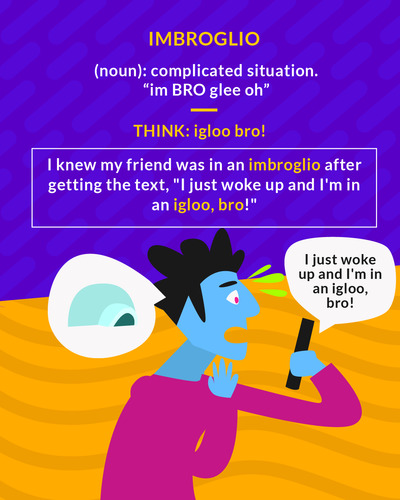 IMBROGLIO
(noun): complicated situation.
“im BRO glee oh”
THINK: igloo bro!
I knew my friend was in an imbroglio after
getting the text, "I just woke up and I'm in
an igloo, bro!"
I just woke
up and I'm in
an igloo,
bro!